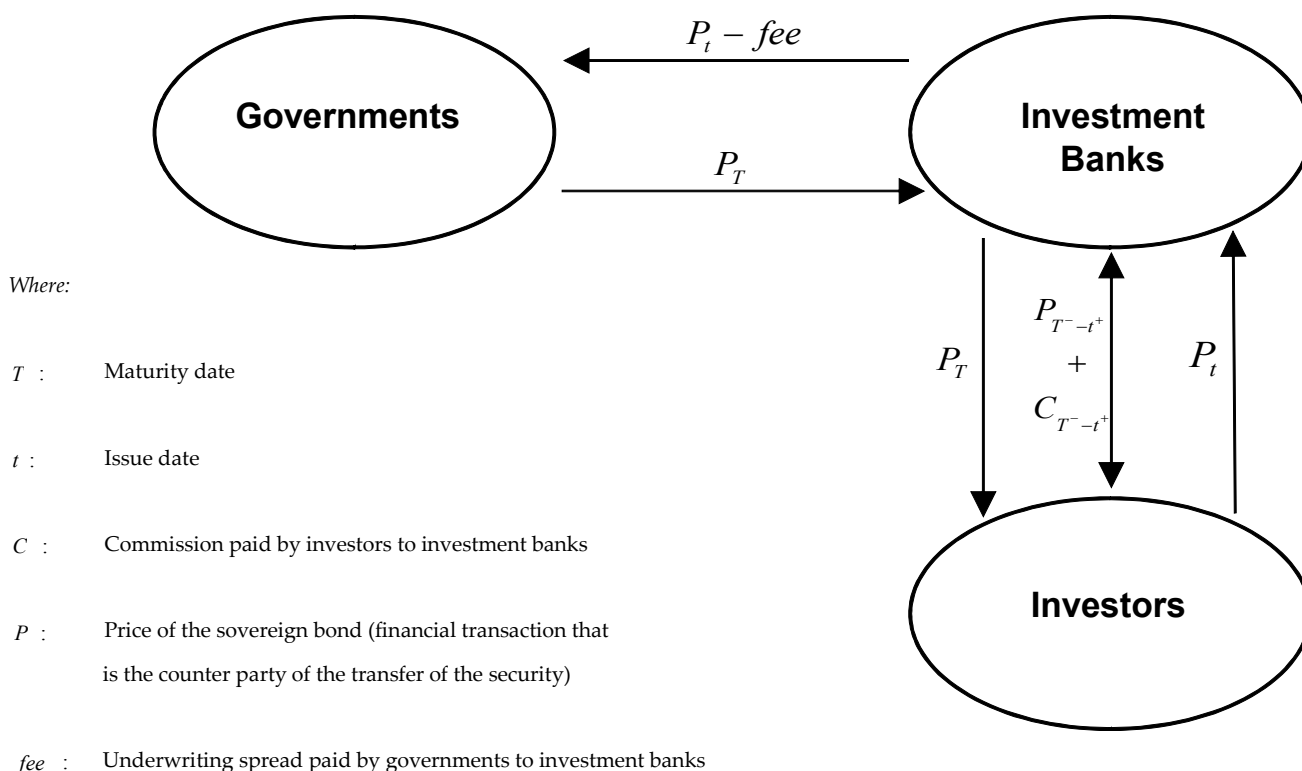 P_t − fee
Governments
Investment
Banks
P_T
Where:
P_{T^- -t^+}
+
C_{T^- -t^+}
P_T
P_t
T : Maturity date
t : Issue date
C : Commission paid by investors to investment banks
Investors
P : Price of the sovereign bond (financial transaction that
is the counter party of the transfer of the security)
fee : Underwriting spread paid by governments to investment banks